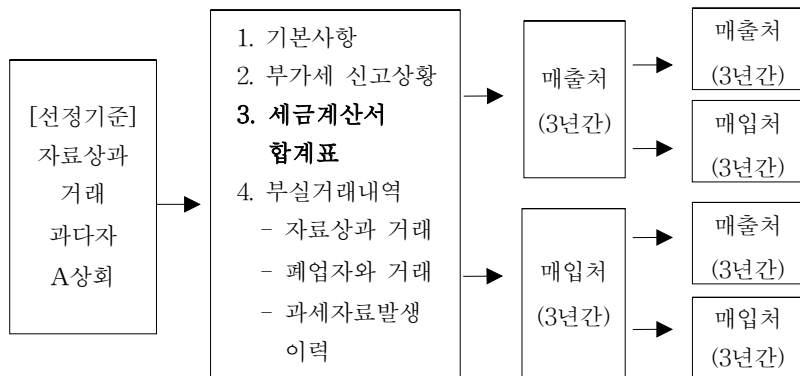 [선정기준]
자료상과
거래
과다자
A상회
1. 기본사항
2. 부가세 신고상황
3. 세금계산서
합계표
4. 부실거래내역
- 자료상과 거래
- 폐업자와 거래
- 과세자료발생
이력
매출처
(3년간)
매입처
(3년간)
매출처
(3년간)
매입처
(3년간)
매출처
(3년간)
매입처
(3년간)